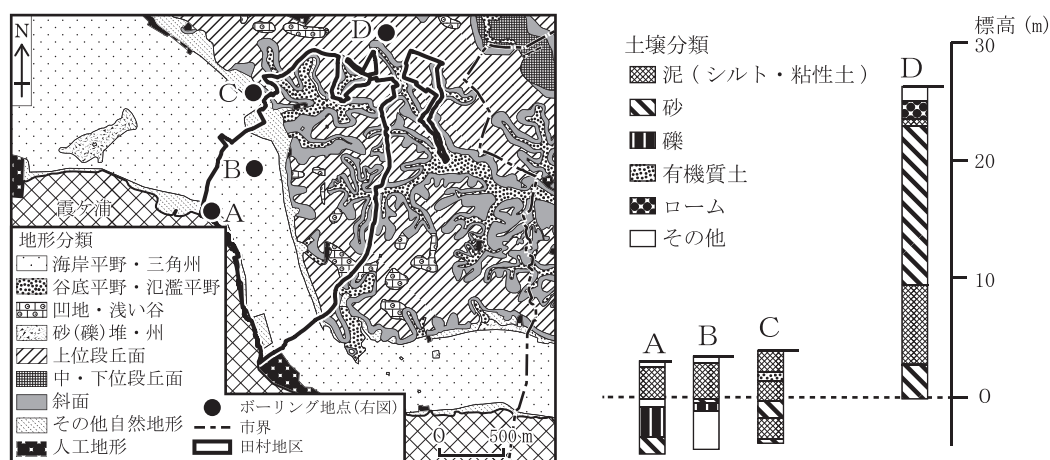 N
A
B
C
D
霞ケ浦
地形分類
海岸平野・三角州
谷底平野・氾濫平野
凹地・浅い谷
砂(礫)堆・州
上位段丘面
中・下位段丘面
斜面
その他自然地形
人工地形
ボーリング地点(右図)
市界
田村地区
0 500 m
土壌分類
泥(シルト・粘性土)
砂
礫
有機質土
ローム
その他
A
B
C
D
標高 (m)
30
20
10
0